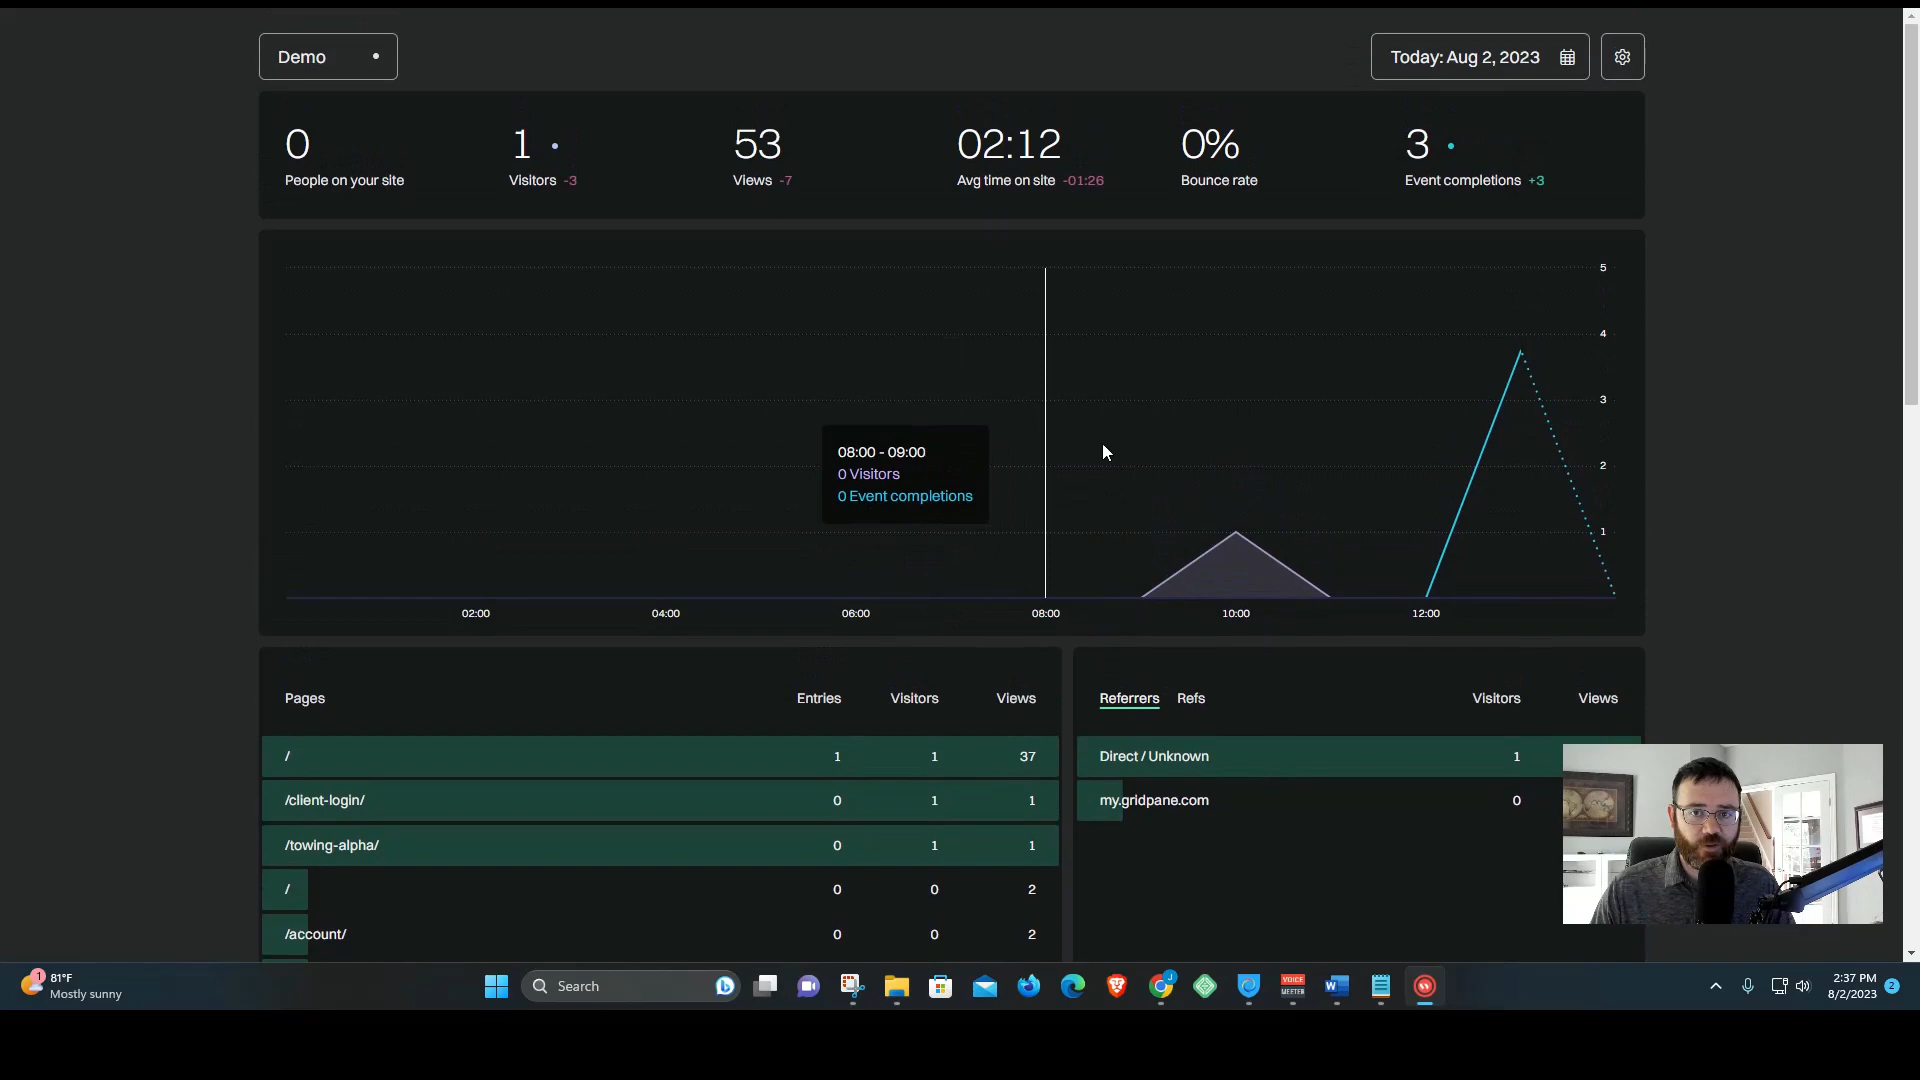 Demo
Today: Aug 2, 2023
0
People on your site
1
Visitors -3
53
Views -7
02:12
Avg time on site -01:26
0%
Bounce rate
3
Event completions +3
5
4
3
2
1
08:00 - 09:00
0 Visitors
0 Event completions
02:00 04:00 06:00 08:00 10:00 12:00
Pages Entries Visitors Views
/ 1 1 37
/client-login/ 0 1 1
/towing-alpha/ 0 1 1
/ 0 0 2
/account/ 0 0 2
Referrers Refs Visitors Views
Direct / Unknown 1
my.gridpane.com 0
1
81°F
Mostly sunny
Search
J
VOICE
MEETER
W
2:37 PM
8/2/2023
2